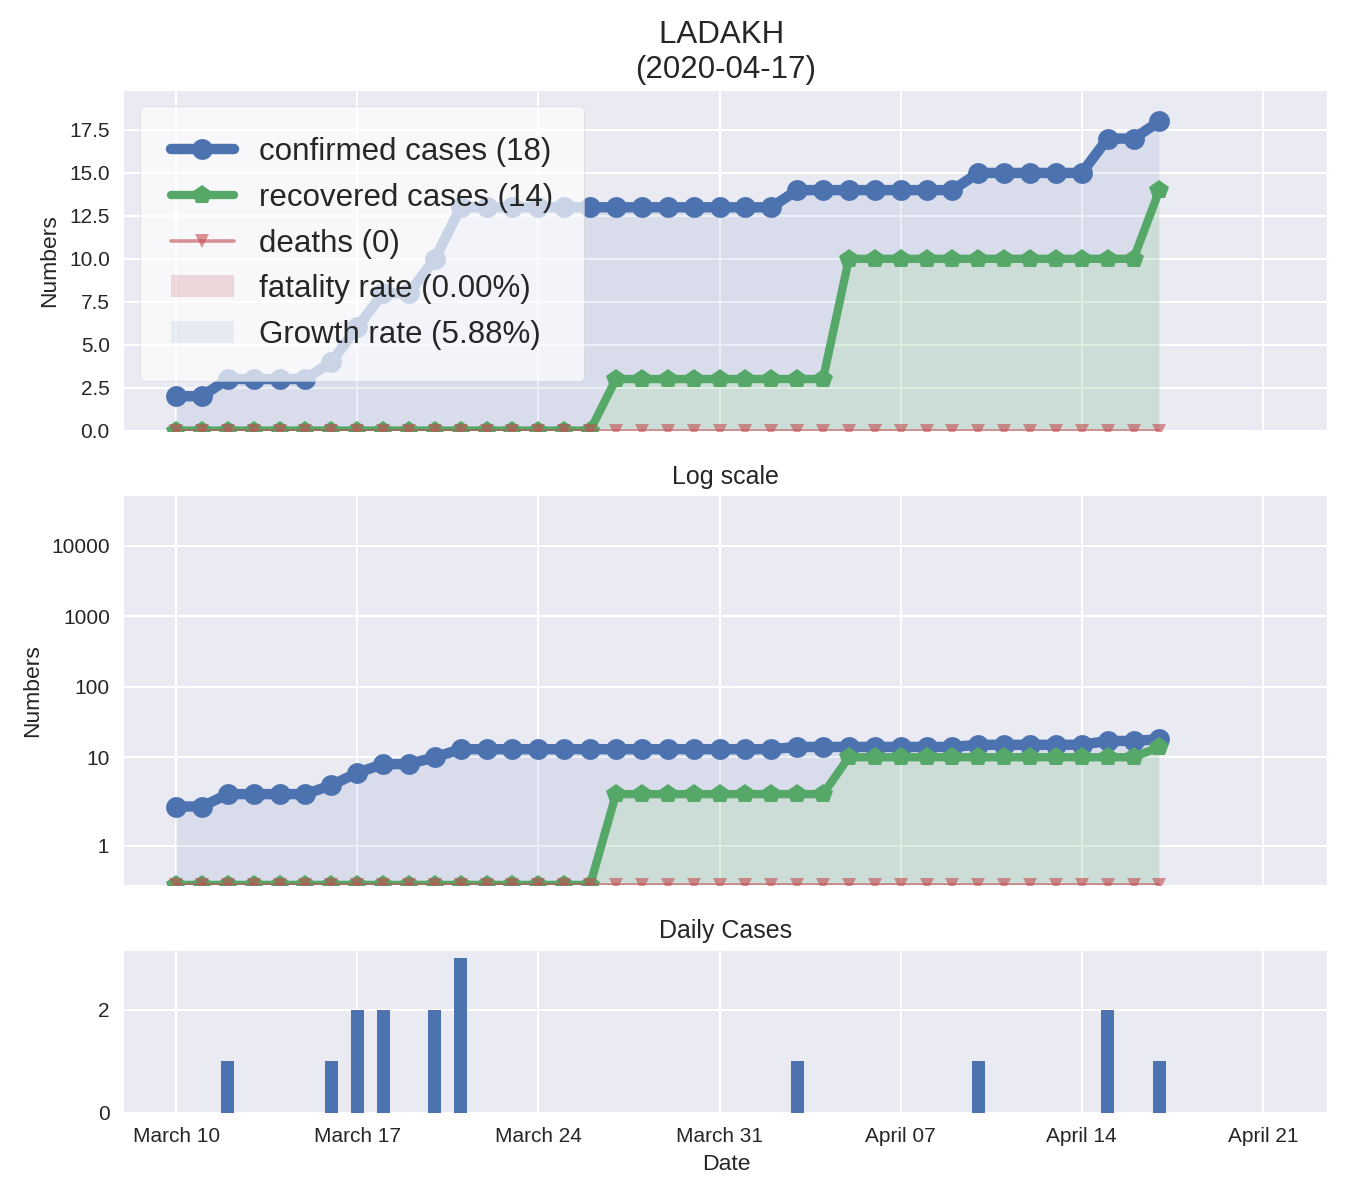 LADAKH
(2020-04-17)
17.5
15.0
12.5
10.0
7.5
5.0
2.5
0.0
Numbers
confirmed cases (18)
recovered cases (14)
deaths (0)
fatality rate (0.00%)
Growth rate (5.88%)
Log scale
10000
1000
100
10
1
Numbers
Daily Cases
2
0
March 10 March 17 March 24 March 31 April 07 April 14 April 21
Date